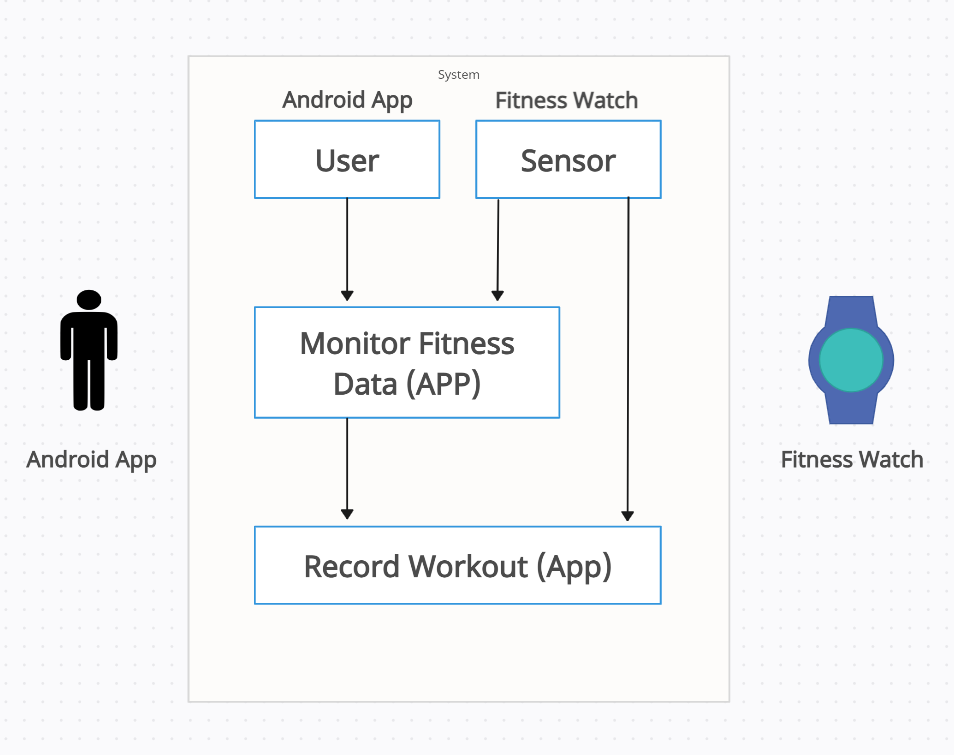 System
Android App
Fitness Watch
User
Sensor
Monitor Fitness
Data (APP)
Android App
Fitness Watch
Record Workout (App)